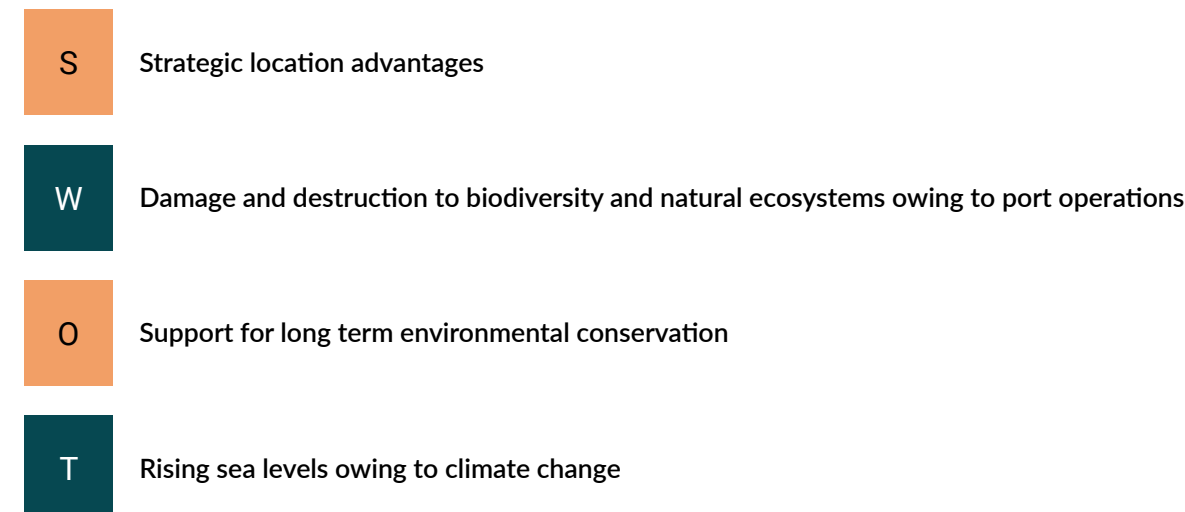 S
Strategic location advantages
W
Damage and destruction to biodiversity and natural ecosystems owing to port operations
O
Support for long term environmental conservation
T
Rising sea levels owing to climate change